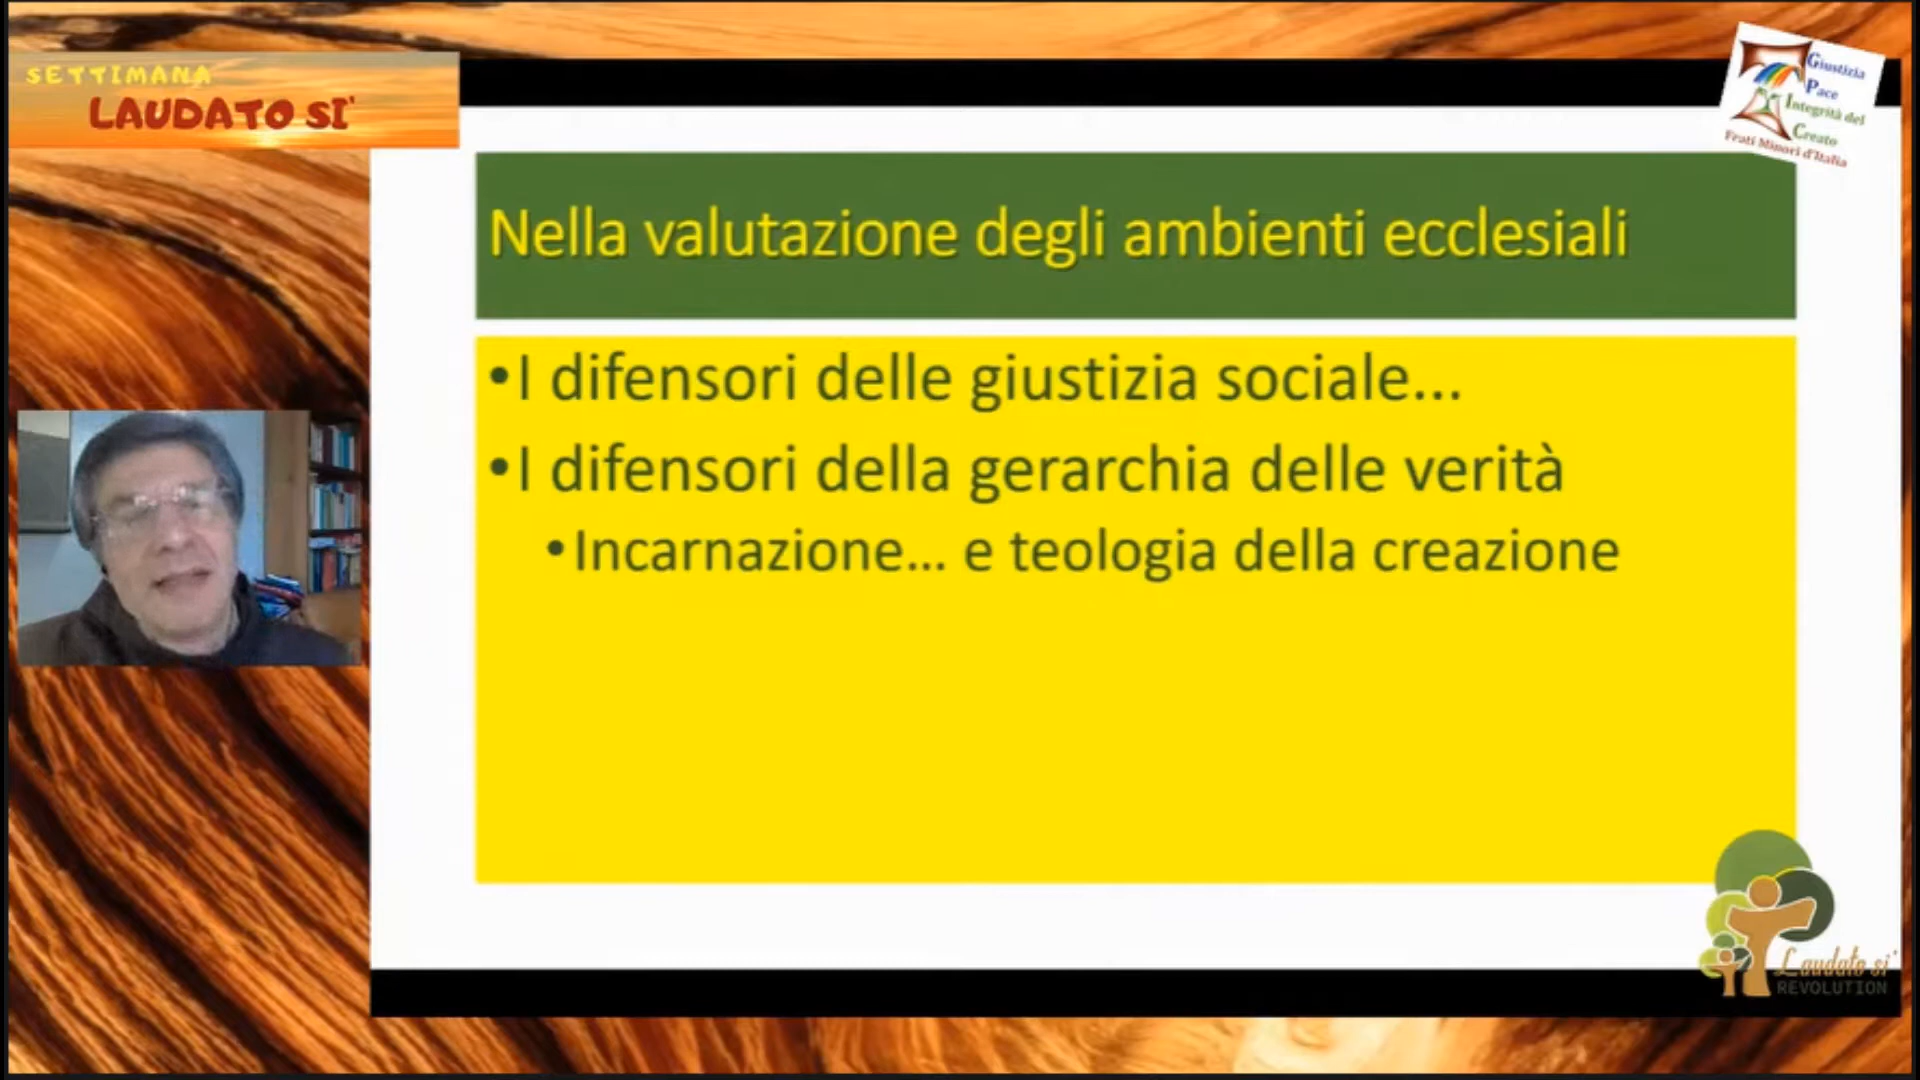 SETTIMANA
LAUDATO SI'
Giustizia
Pace
Integrità del
Creato
Frati Minori d'Italia
Nella valutazione degli ambienti ecclesiali
•I difensori delle giustizia sociale...
•I difensori della gerarchia delle verità
•Incarnazione... e teologia della creazione
Laudato si'
REVOLUTION